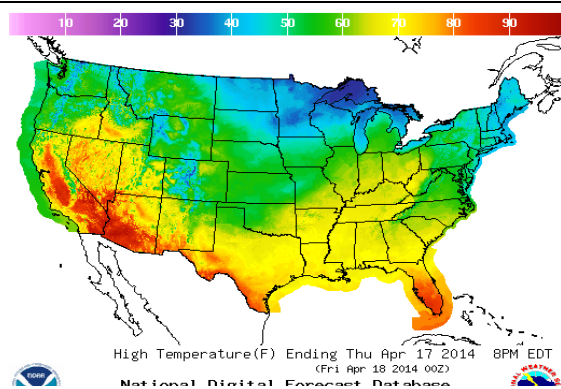 10 20 30 40 50 60 70 80 90
High Temperature(F) Ending Thu Apr 17 2014 8PM EDT
(Fri Apr 18 2014 00Z)
National Digital Forecast Database